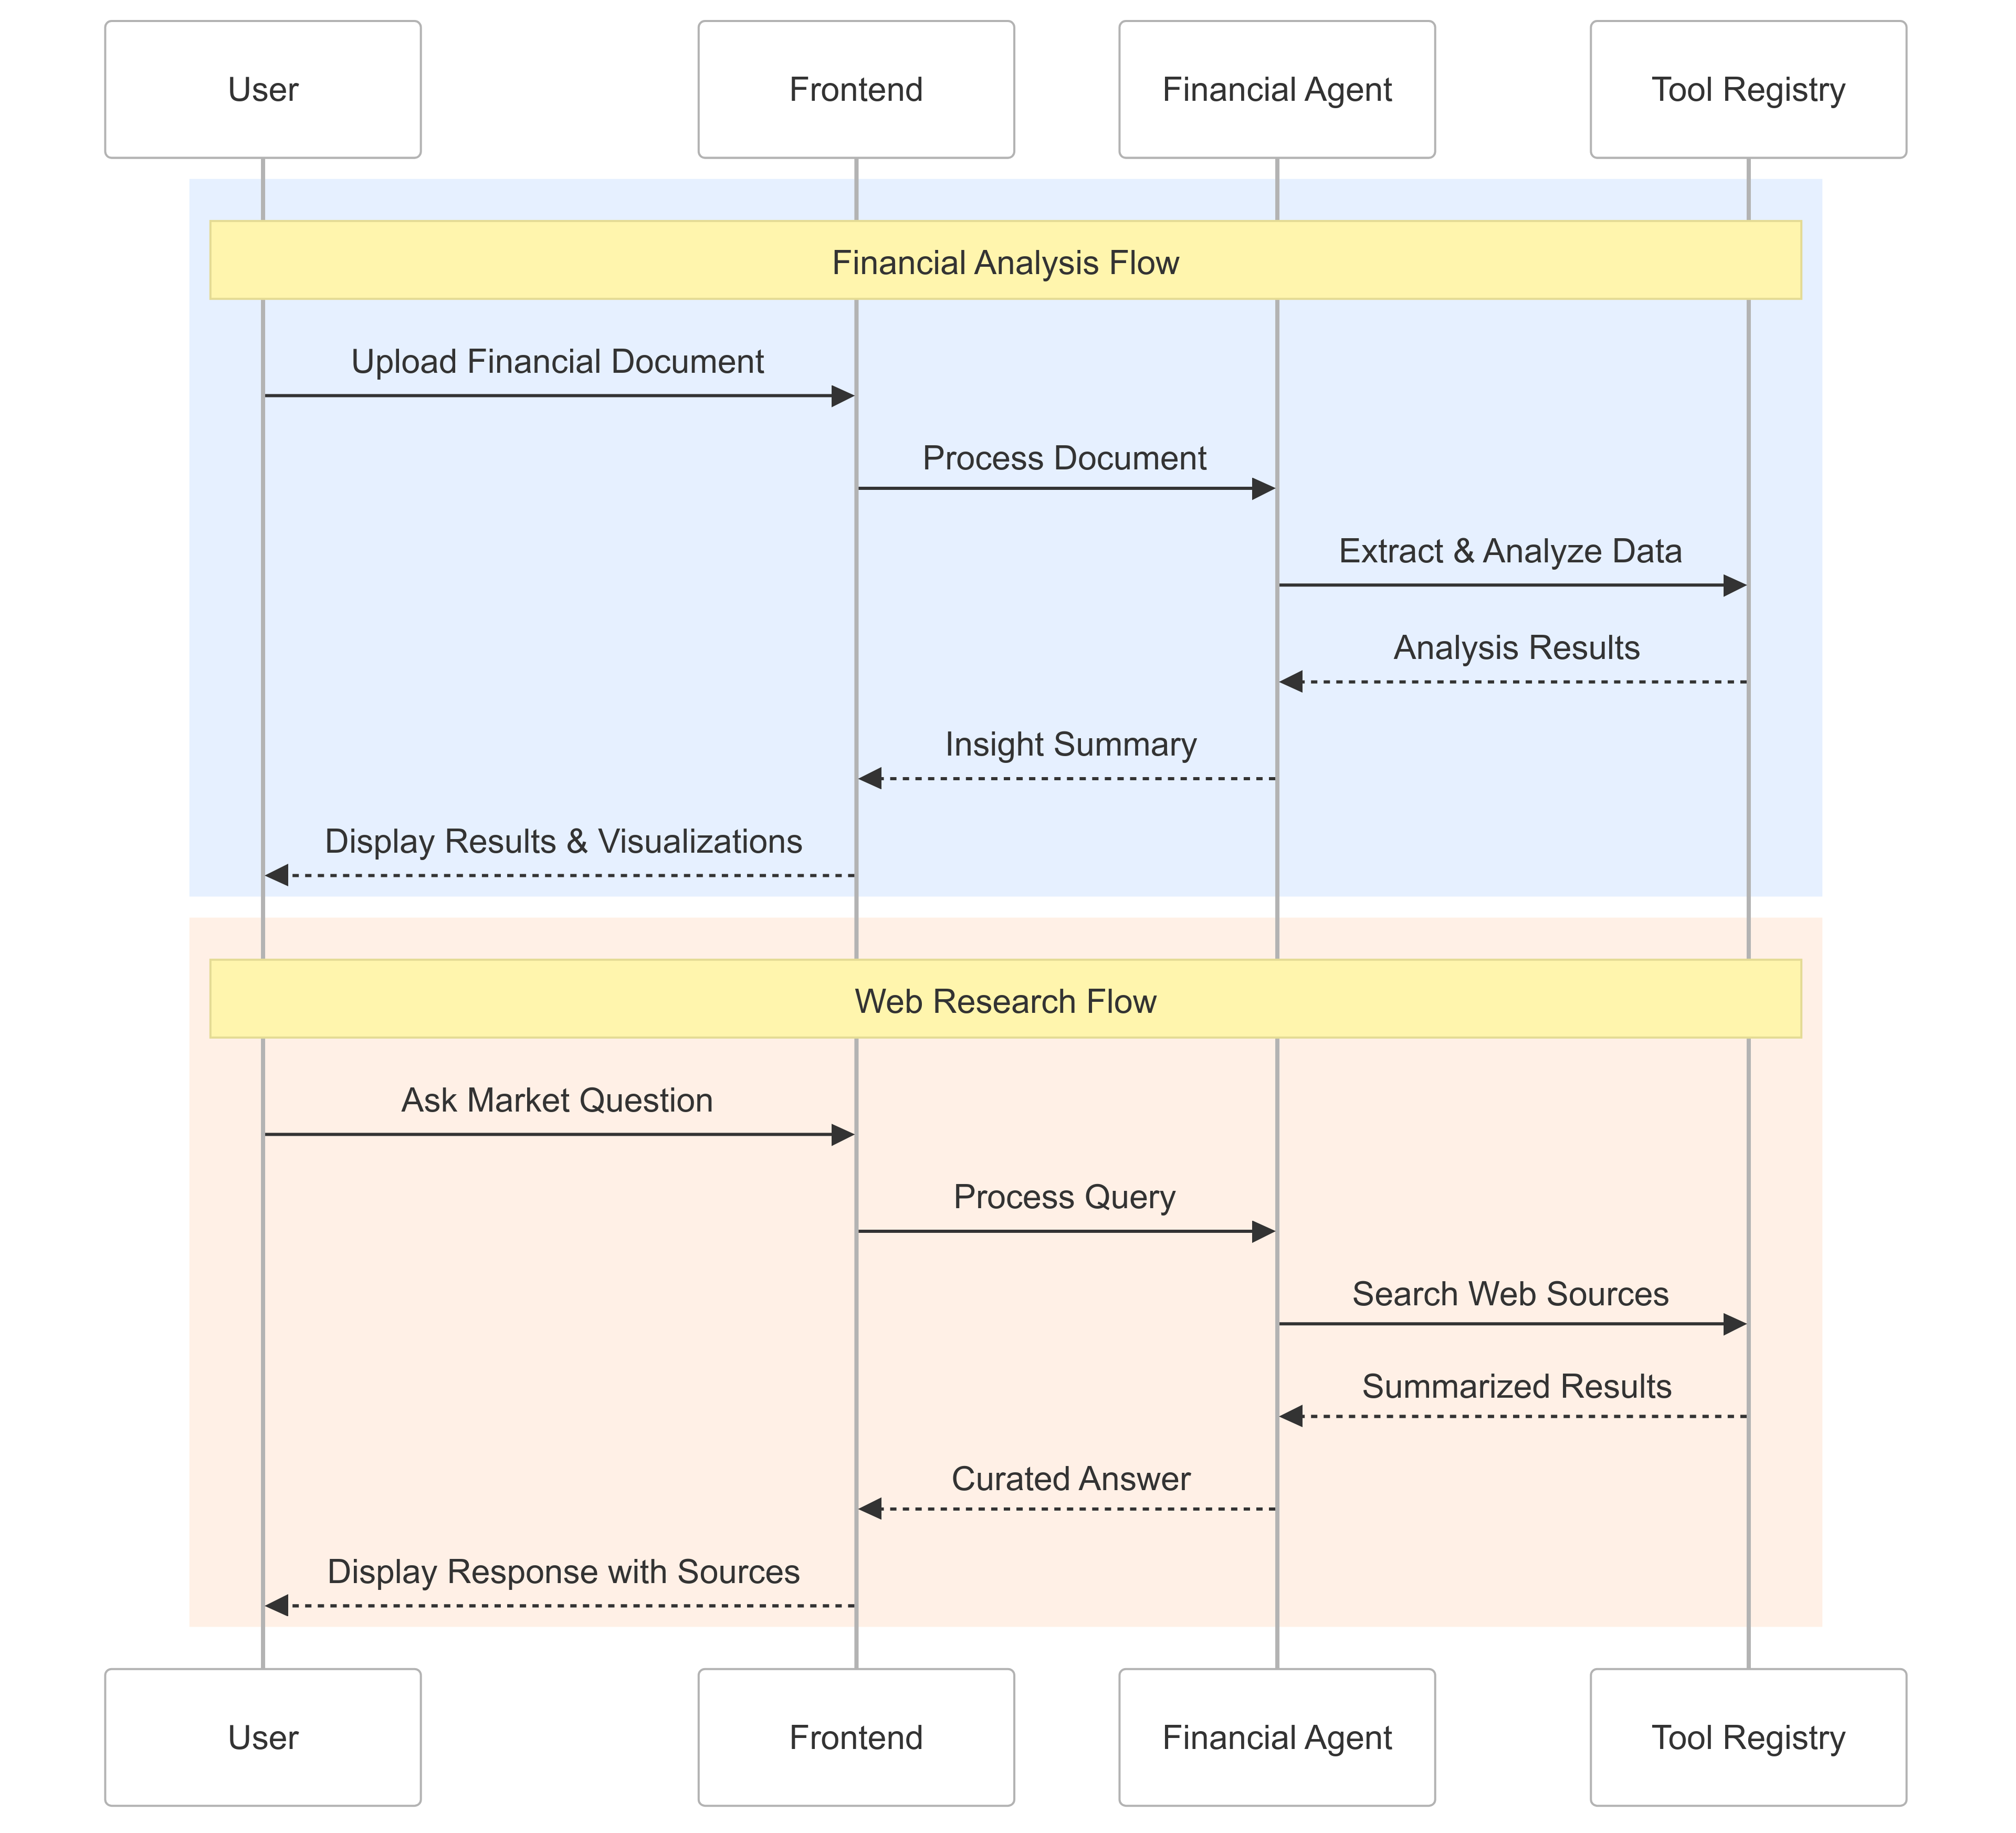 User
Frontend
Financial Agent
Tool Registry
Financial Analysis Flow
Upload Financial Document
Process Document
Extract & Analyze Data
Analysis Results
Insight Summary
Display Results & Visualizations
Web Research Flow
Ask Market Question
Process Query
Search Web Sources
Summarized Results
Curated Answer
Display Response with Sources
User
Frontend
Financial Agent
Tool Registry